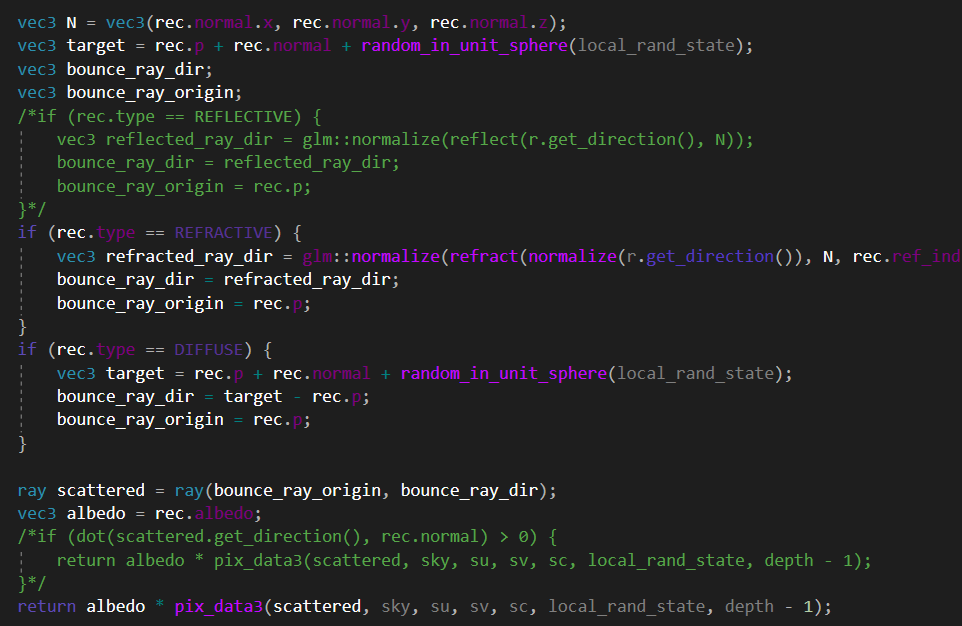 vec3 N = vec3(rec.normal.x, rec.normal.y, rec.normal.z);
vec3 target = rec.p + rec.normal + random_in_unit_sphere(local_rand_state);
vec3 bounce_ray_dir;
vec3 bounce_ray_origin;
/*if (rec.type == REFLECTIVE) {
    vec3 reflected_ray_dir = glm::normalize(reflect(r.get_direction(), N));
    bounce_ray_dir = reflected_ray_dir;
    bounce_ray_origin = rec.p;
}*/
if (rec.type == REFRACTIVE) {
    vec3 refracted_ray_dir = glm::normalize(refract(normalize(r.get_direction()), N, rec.ref_ind
    bounce_ray_dir = refracted_ray_dir;
    bounce_ray_origin = rec.p;
}
if (rec.type == DIFFUSE) {
    vec3 target = rec.p + rec.normal + random_in_unit_sphere(local_rand_state);
    bounce_ray_dir = target - rec.p;
    bounce_ray_origin = rec.p;
}
ray scattered = ray(bounce_ray_origin, bounce_ray_dir);
vec3 albedo = rec.albedo;
/*if (dot(scattered.get_direction(), rec.normal) > 0) {
    return albedo * pix_data3(scattered, sky, su, sv, sc, local_rand_state, depth - 1);
}*/
return albedo * pix_data3(scattered, sky, su, sv, sc, local_rand_state, depth - 1);